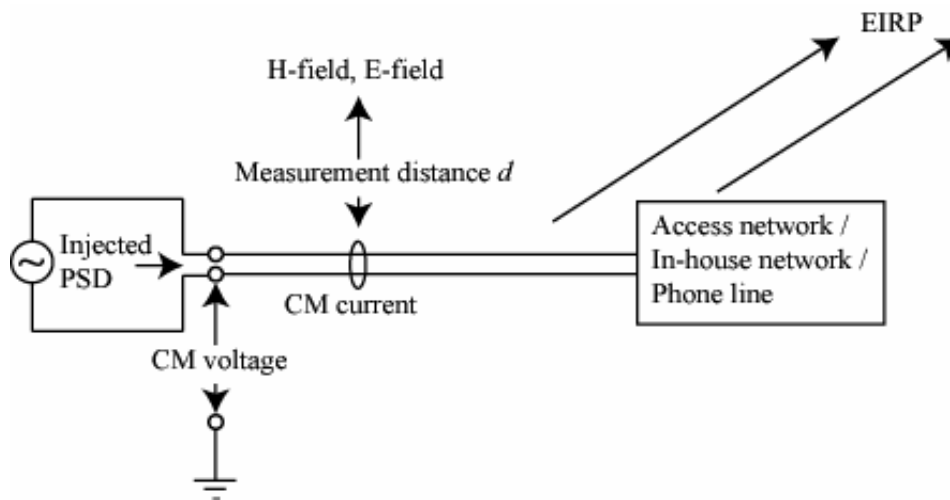 EIRP
H-field, E-field
Measurement distance d
Injected
PSD
CM current
Access network /
In-house network /
Phone line
CM voltage